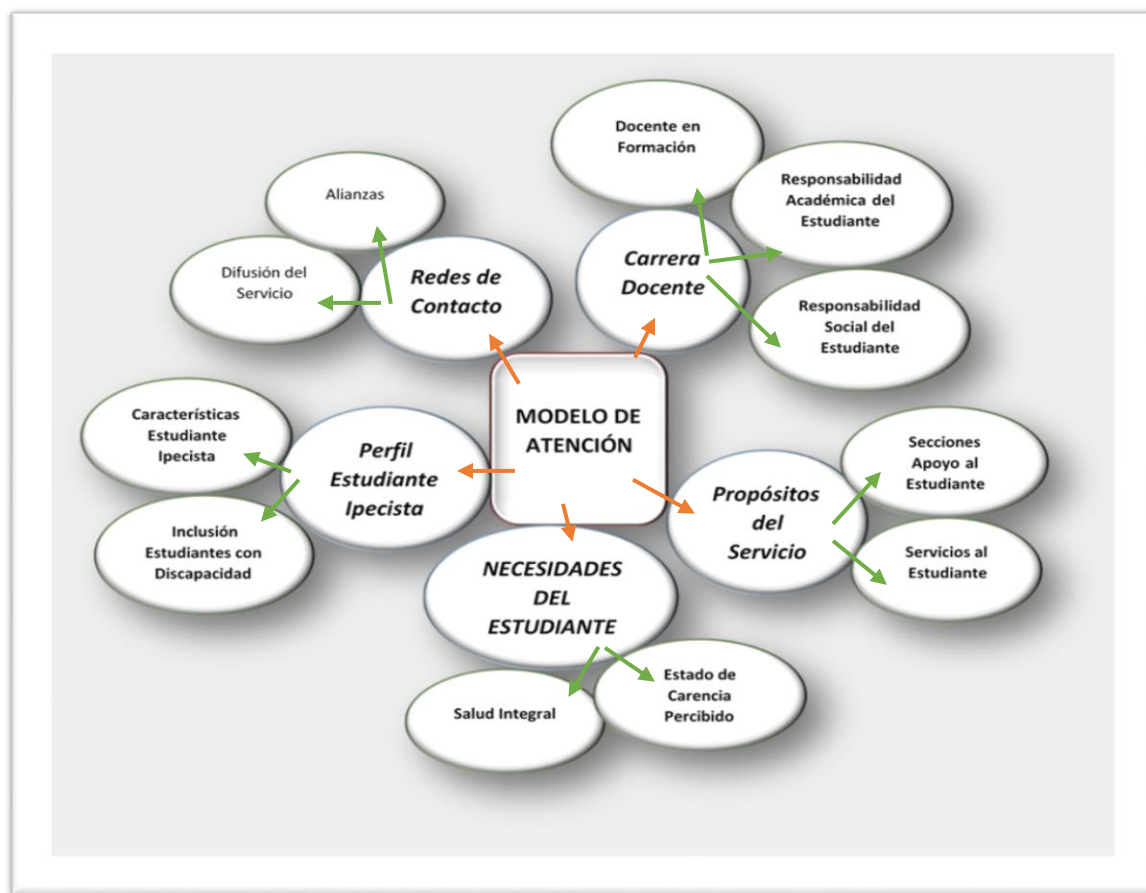 Docente en
Formación
Alianzas
Responsabilidad
Académica del
Estudiante
Difusión del
Servicio
Redes de
Contacto
Carrera
Docente
Responsabilidad
Social del
Estudiante
MODELO DE
ATENCIÓN
Características
Estudiante
Ipecista
Perfil
Estudiante
Ipecista
Inclusión
Estudiantes con
Discapacidad
Secciones
Apoyo al
Estudiante
Propósitos
del
Servicio
Servicios al
Estudiante
NECESIDADES
DEL
ESTUDIANTE
Salud Integral
Estado de
Carencia
Percibido